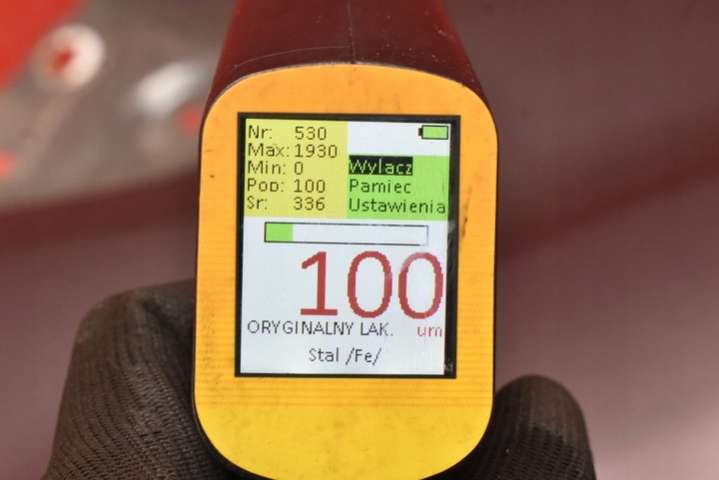 Nr: 530
Max: 1930
Min: 0
Pop: 100
Sr: 336
Wylacz
Pamiec
Ustawienia
100
um
ORYGINALNY LAK.
Stal /Fe/